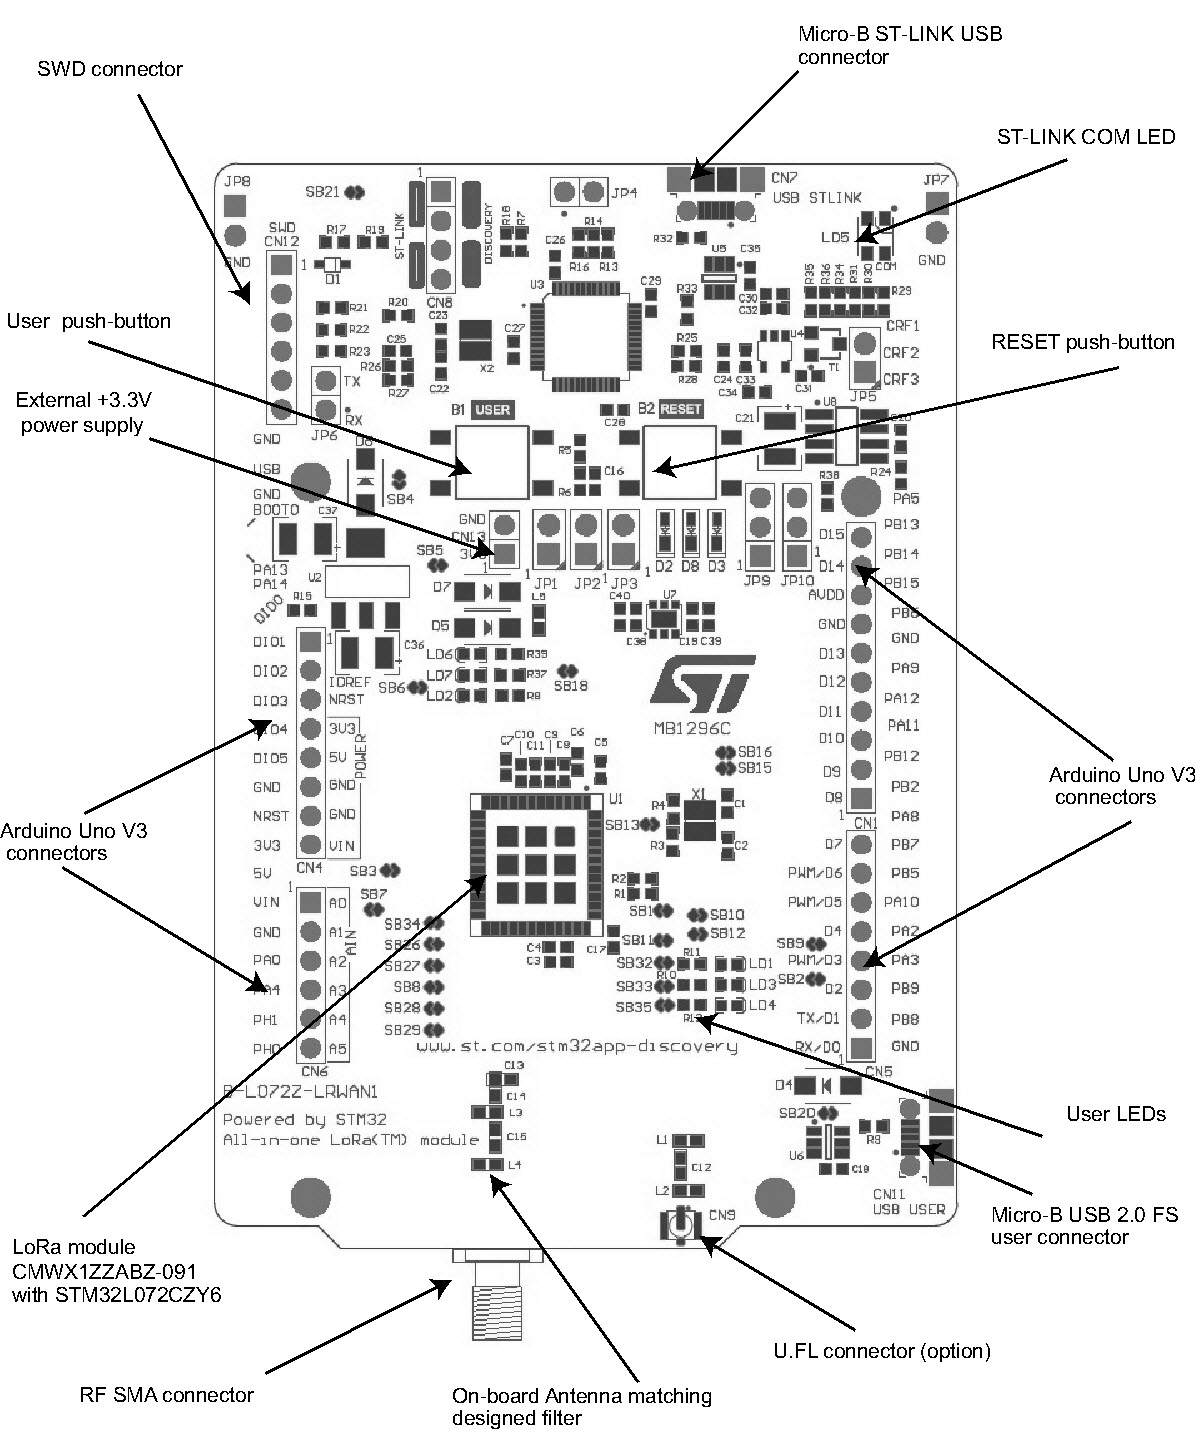 Micro-B ST-LINK USB
connector
SWD connector
ST-LINK COM LED
User push-button
RESET push-button
External +3.3V
power supply
Arduino Uno V3
connectors
Arduino Uno V3
connectors
User LEDs
Micro-B USB 2.0 FS
user connector
LoRa module
CMWX1ZZABZ-091
with STM32L072CZY6
U.FL connector (option)
RF SMA connector
On-board Antenna matching
designed filter
JP8
SB21
1
ST-LINK
DISCOVERY
CN8
JP4
CN7
USB STLINK
JP7
GND
SWD
CN12
1
GND
R17
R19
D1
R18
R7
C26
R14
R16
R13
U3
C29
R32
U5
C35
C30
C32
R33
LD5
COM
R35
R36
R34
R31
R30
R29
R21
R22
R23
R20
C25
R26
R27
C23
C22
X2
C27
R25
R28
C24
C33
C34
U4
T1
C31
CRF1
CRF2
CRF3
JP5
TX
RX
JP6
B1
USER
B2
RESET
C28
C21
U8
R5
C16
R6
R38
R24
GND
USB
GND
BOOT0
PA13
PA14
DIO0
D6
SB4
C37
U2
R15
GND
CN13
SB5
1
JP1
JP2
1
JP3
1
D2
D8
D3
1
JP9
JP10
1
D7
D5
L5
C40
U7
C38
C19
C39
LD6
LD7
LD2
R37
R8
SB6
SB18
C36
MB1296C
DIO1
DIO2
DIO3
DIO4
DIO5
GND
NRST
3V3
5V
VIN
GND
PA0
PA4
PH1
PH0
1
IOREF
NRST
3V3
5V
GND
GND
VIN
POWER
CN4
1
A0
A1
A2
A3
A4
A5
AIN
CN6
D15
D14
AVDD
GND
D13
D12
D11
D10
D9
D8
1
CN1
PA5
PB13
PB14
PB15
PB6
GND
PA9
PA12
PA11
PB12
PB2
PA8
PB7
PB5
PA10
PA2
PA3
PB9
PB8
GND
D7
PWM/D6
PWM/D5
D4
PWM/D3
D2
TX/D1
RX/D0
1
CN5
C7
C10
C11
C9
C8
C6
C5
U1
SB16
SB15
X1
R4
R3
C1
C2
SB13
R2
R1
SB3
SB7
SB34
SB26
SB27
SB8
SB28
SB29
C4
C3
C17
SB1
SB11
SB32
SB33
SB35
SB10
SB12
R11
R10
LD1
LD3
LD4
SB9
SB2
www.st.com/stm32app-discovery
B-L072Z-LRWAN1
Powered by STM32
All-in-one LoRa(TM) module
C13
C14
L3
C15
L4
L1
C12
L2
CN9
D4
SB20
U6
R9
C18
CN11
USB USER